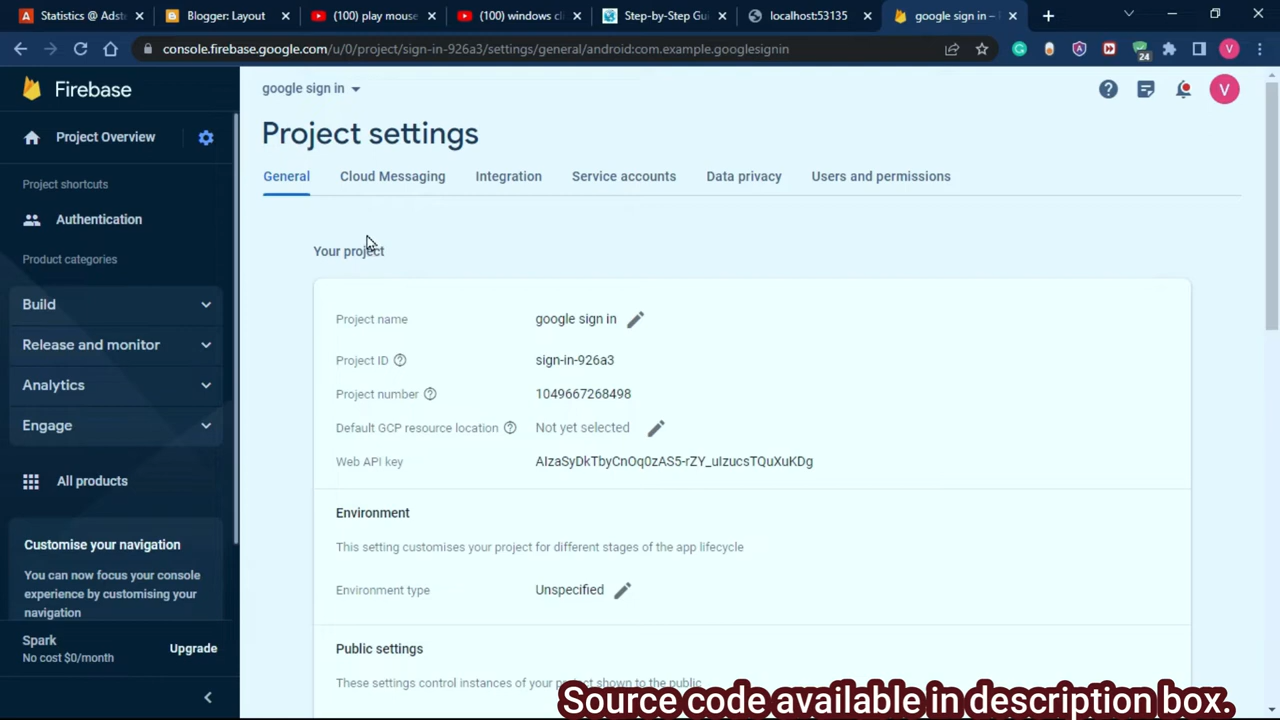 Statistics @ Adst
Blogger: Layout
(100) play mouse
(100) windows cl
Step-by-Step Gu
localhost:53135
google sign in –
console.firebase.google.com/u/0/project/sign-in-926a3/settings/general/android:com.example.googlesignin
24
V
Firebase
google sign in
V
Project Overview
Project settings
General
Cloud Messaging
Integration
Service accounts
Data privacy
Users and permissions
Project shortcuts
Authentication
Product categories
Build
Release and monitor
Analytics
Engage
All products
Customise your navigation
You can now focus your console
experience by customising your
navigation
Spark
No cost $0/month
Upgrade
Your project
Project name
google sign in
Project ID
sign-in-926a3
Project number
1049667268498
Default GCP resource location
Not yet selected
Web API key
AIzaSyDkTbyCnOq0zAS5-rZY_uIzucsTQuXuKDg
Environment
This setting customises your project for different stages of the app lifecycle
Environment type
Unspecified
Public settings
These settings control instances of your project shown to the public
Source code available in description box.